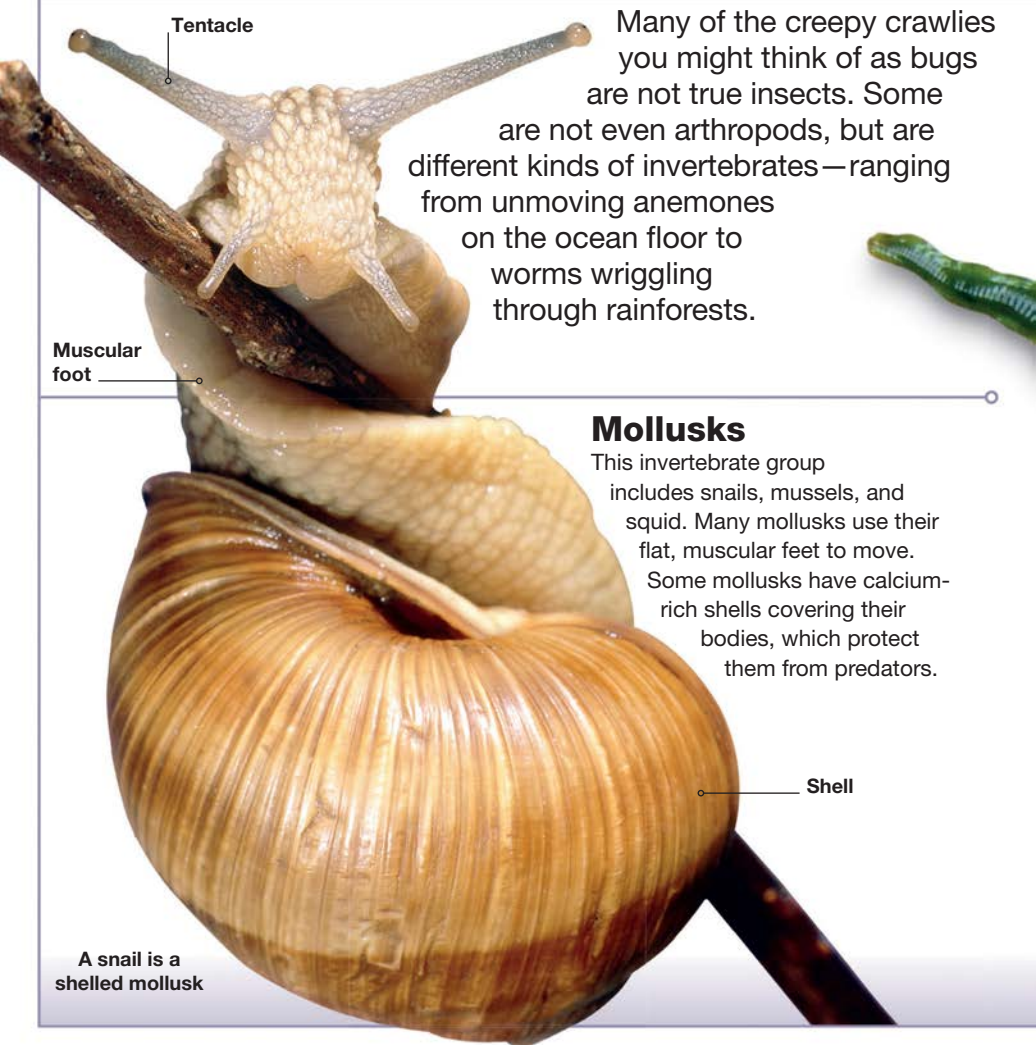 Tentacle
Many of the creepy crawlies
you might think of as bugs
are not true insects. Some
are not even arthropods, but are
different kinds of invertebrates—ranging
from unmoving anemones
on the ocean floor to
worms wriggling
through rainforests.
Muscular
foot
Mollusks
This invertebrate group
includes snails, mussels, and
squid. Many mollusks use their
flat, muscular feet to move.
Some mollusks have calcium-
rich shells covering their
bodies, which protect
them from predators.
Shell
A snail is a
shelled mollusk